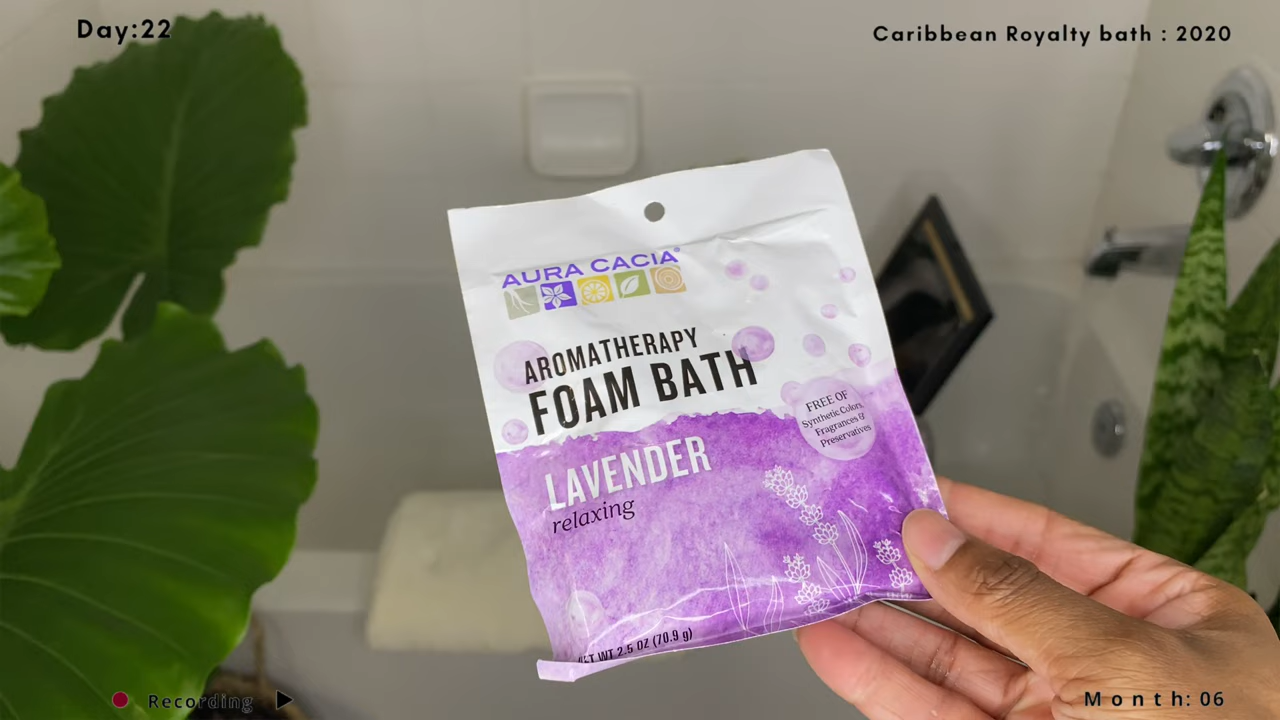 Day:22
Caribbean Royalty bath : 2020
AURA CACIA®
AROMATHERAPY
FOAM BATH
FREE OF
Synthetic Colors,
Fragrances &
Preservatives
LAVENDER
relaxing
NET WT 2.5 OZ (70.9 g)
Recording
Month: 06